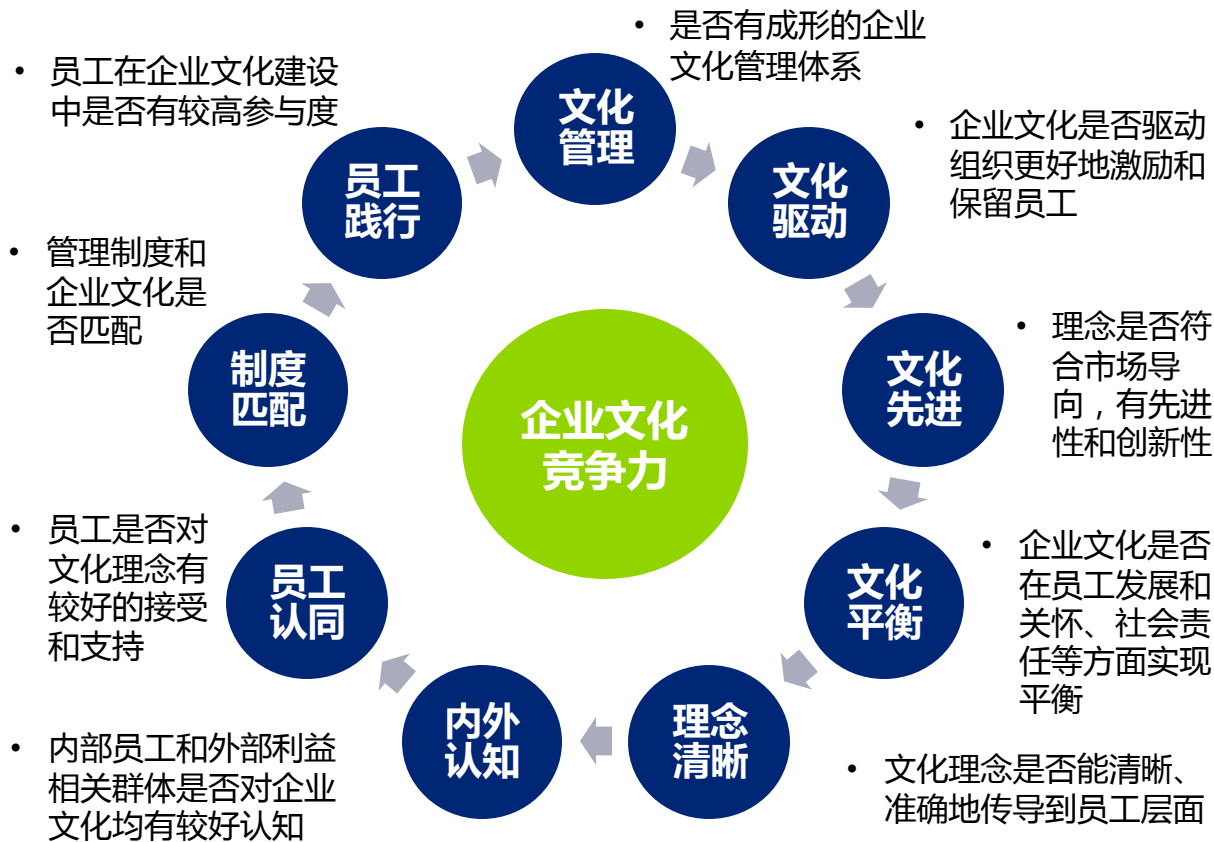 • 是否有成形的企业
文化管理体系
文化
管理
• 企业文化是否驱动
组织更好地激励和
保留员工
文化
驱动
• 理念是否符
合市场导
向，有先进
性和创新性
文化
先进
• 企业文化是否
在员工发展和
关怀、社会责
任等方面实现
平衡
文化
平衡
• 文化理念是否能清晰、
准确地传导到员工层面
理念
清晰
• 内部员工和外部利益
相关群体是否对企业
文化均有较好认知
内外
认知
• 员工是否对
文化理念有
较好的接受
和支持
员工
认同
• 管理制度和
企业文化是
否匹配
制度
匹配
• 员工在企业文化建设
中是否有较高参与度
员工
践行
企业文化
竞争力